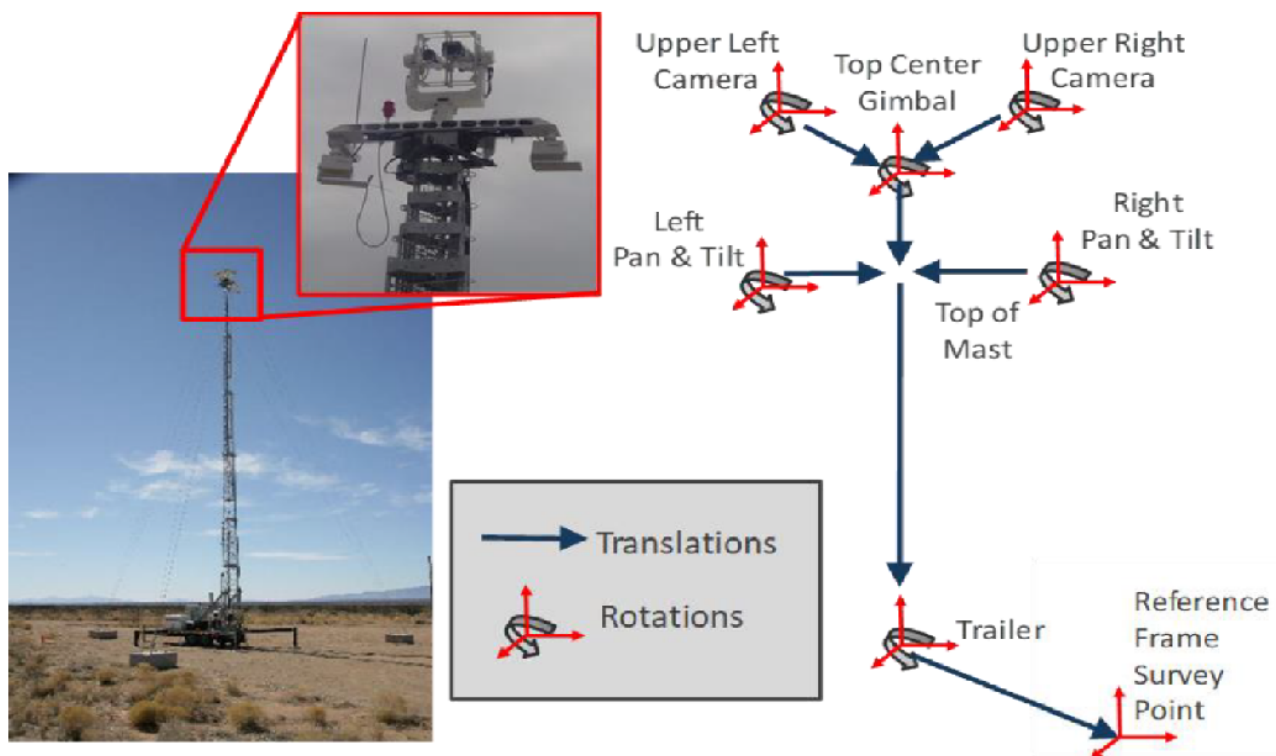 Upper Left
Camera
Top Center
Gimbal
Upper Right
Camera
Left
Pan & Tilt
Right
Pan & Tilt
Top of
Mast
Translations
Rotations
Trailer
Reference
Frame
Survey
Point